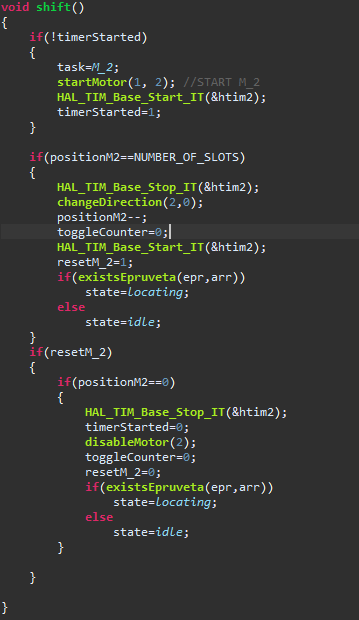 void shift()
{
if(!timerStarted)
{
task=M_2;
startMotor(1, 2); //START M_2
HAL_TIM_Base_Start_IT(&htim2);
timerStarted=1;
}
if(positionM2==NUMBER_OF_SLOTS)
{
HAL_TIM_Base_Stop_IT(&htim2);
changeDirection(2,0);
positionM2--;
toggleCounter=0;
HAL_TIM_Base_Start_IT(&htim2);
resetM_2=1;
if(existsEpruveta(epr,arr))
state=locating;
else
state=idle;
}
if(resetM_2)
{
if(positionM2==0)
{
HAL_TIM_Base_Stop_IT(&htim2);
timerStarted=0;
disableMotor(2);
toggleCounter=0;
resetM_2=0;
if(existsEpruveta(epr,arr))
state=locating;
else
state=idle;
}
}
}